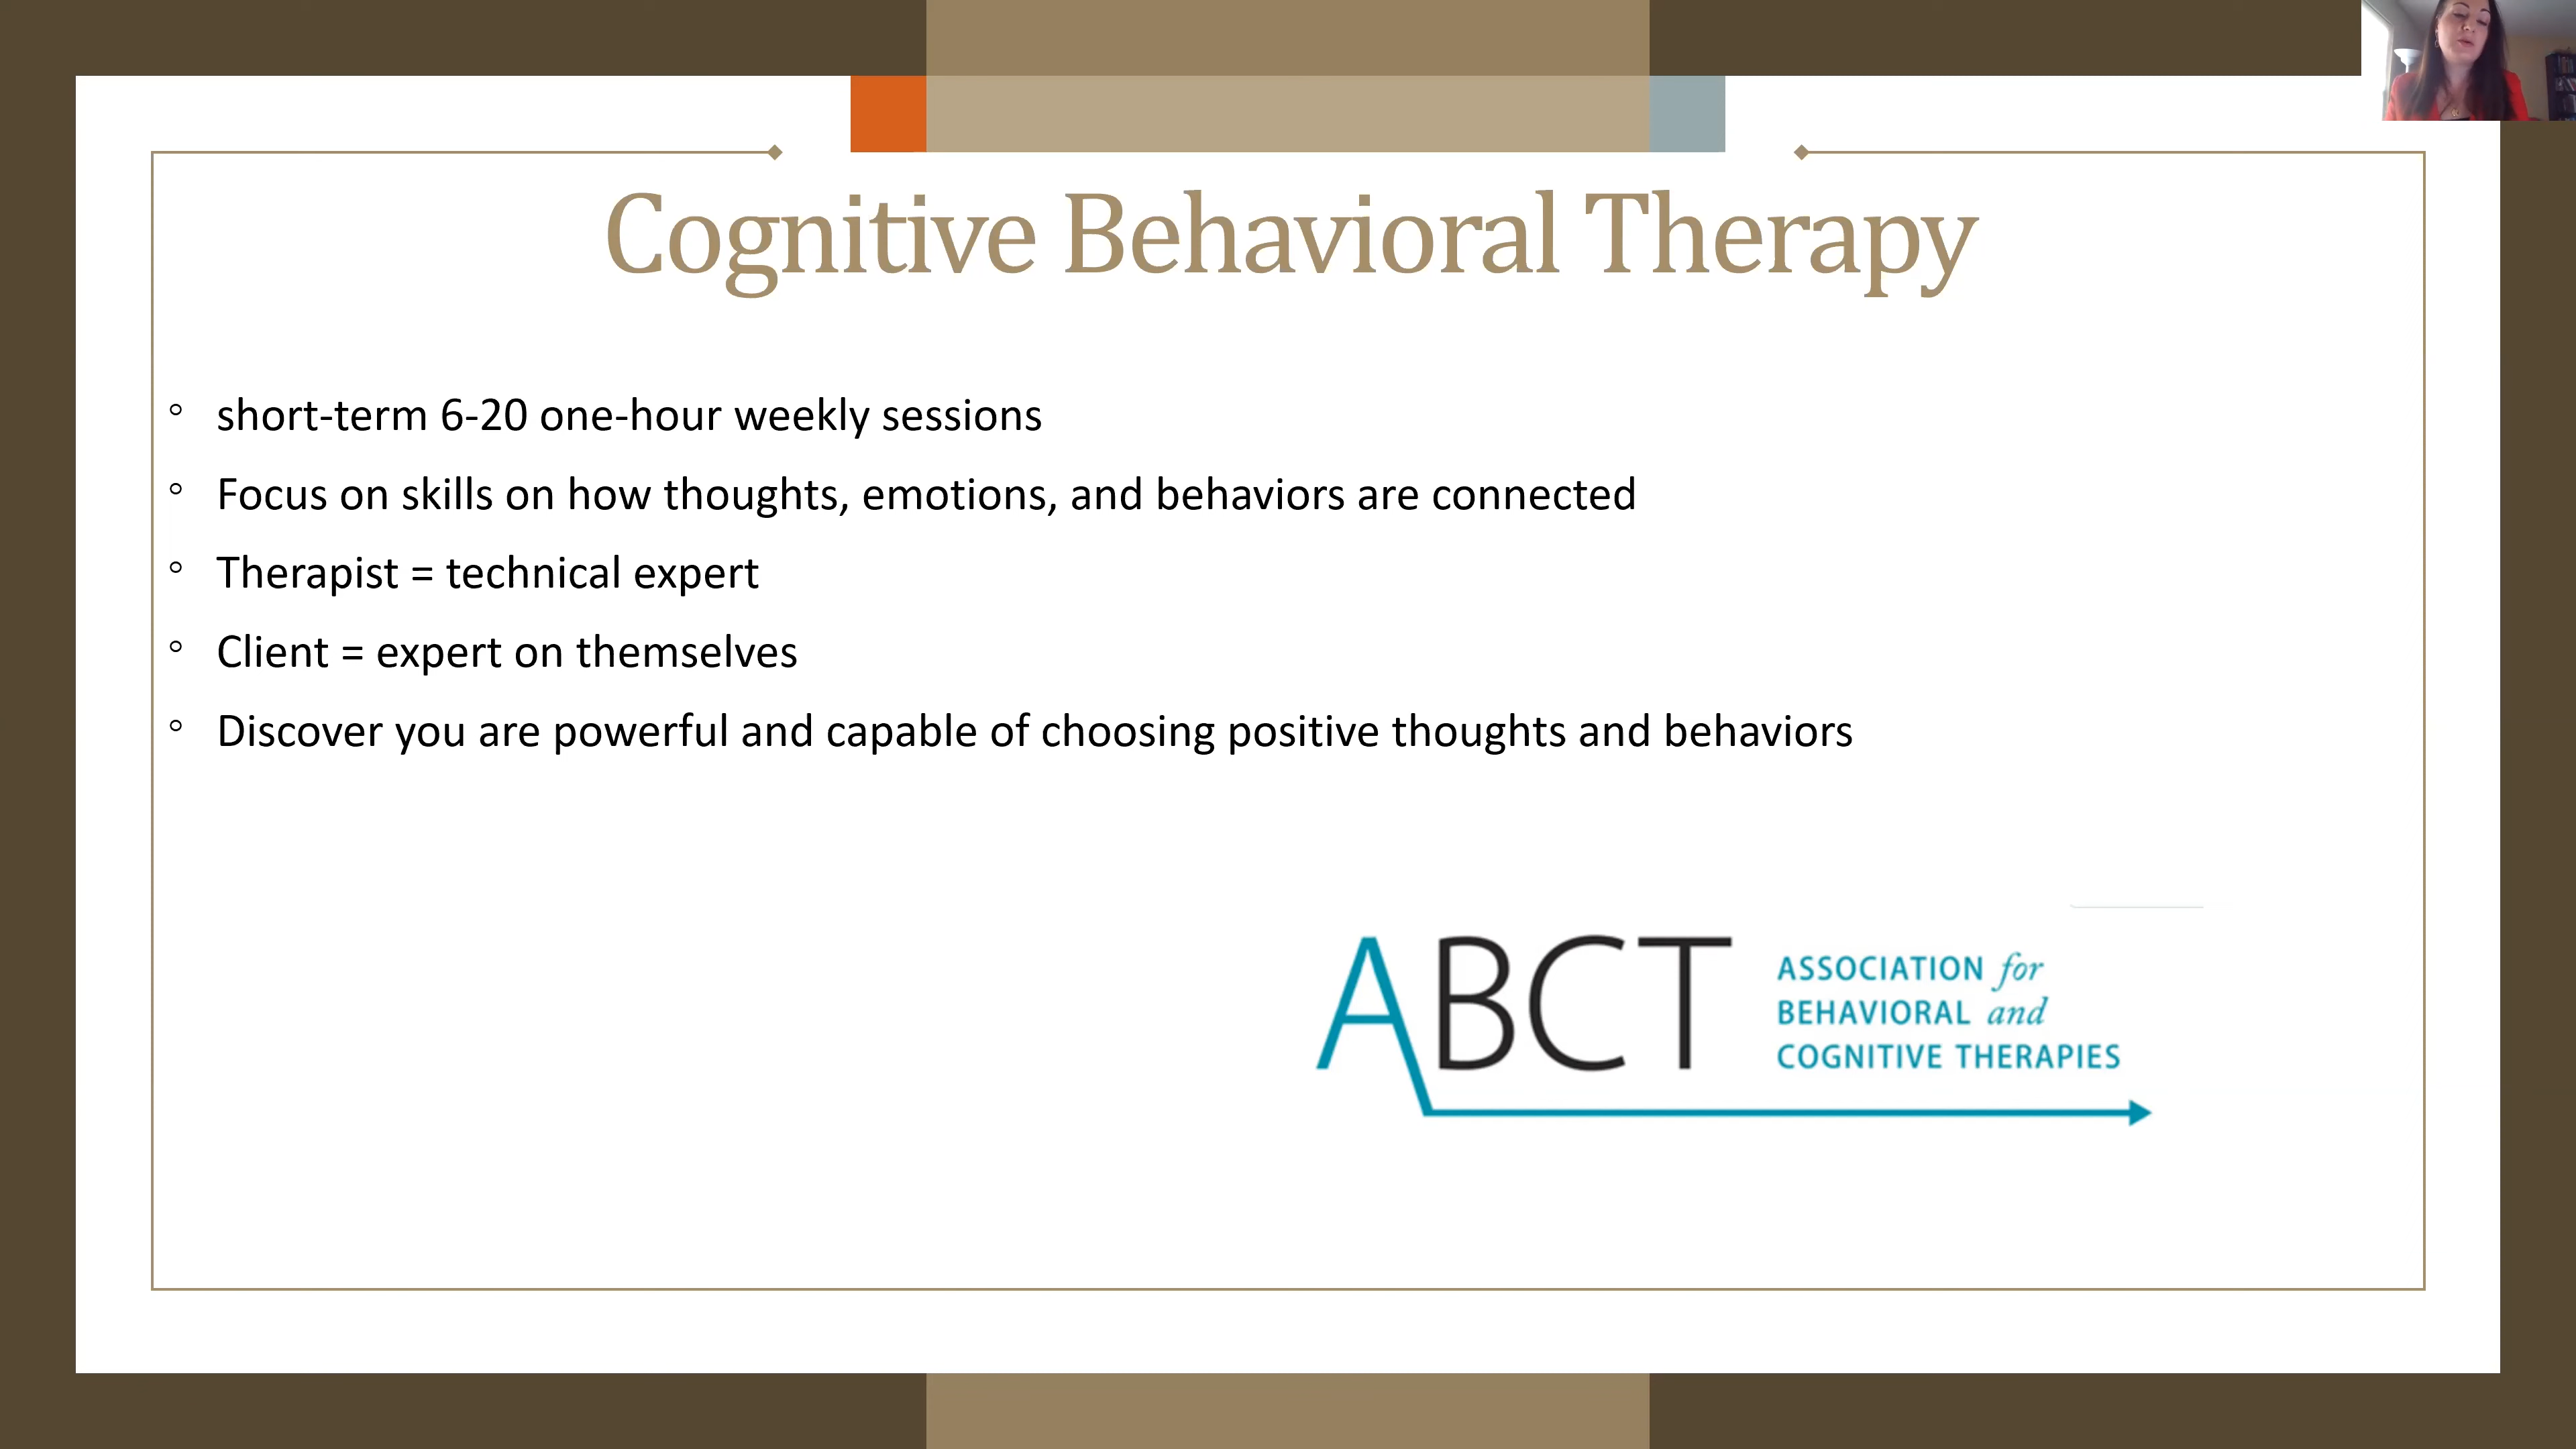 Cognitive Behavioral Therapy
short-term 6-20 one-hour weekly sessions
Focus on skills on how thoughts, emotions, and behaviors are connected
Therapist = technical expert
Client = expert on themselves
Discover you are powerful and capable of choosing positive thoughts and behaviors
ABCT
ASSOCIATION for
BEHAVIORAL and
COGNITIVE THERAPIES